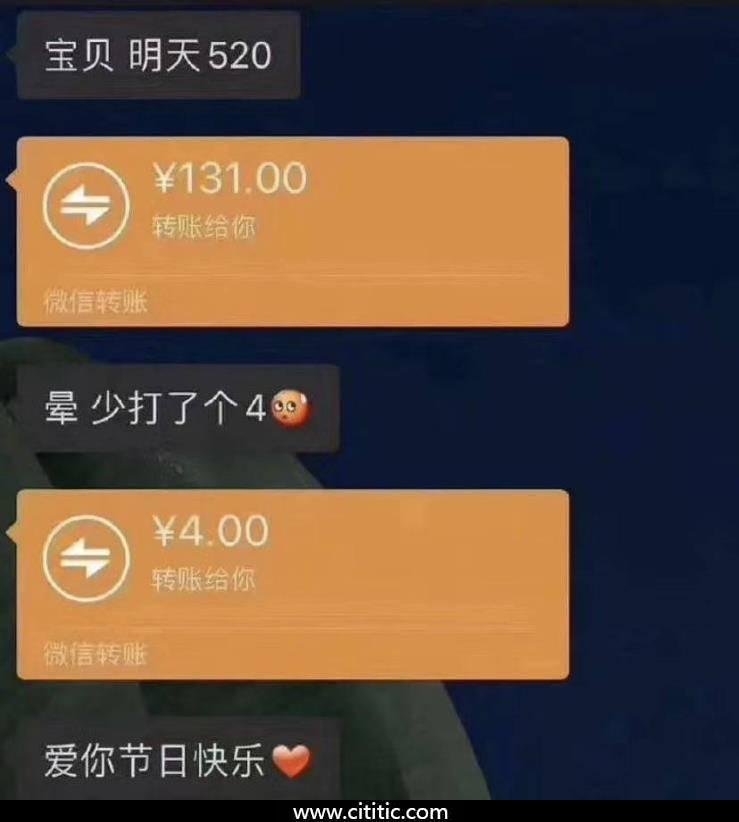 宝贝 明天520
¥131.00
转账给你
微信转账
晕 少打了个4🥺
¥4.00
转账给你
微信转账
爱你节日快乐❤️
www.cititic.com